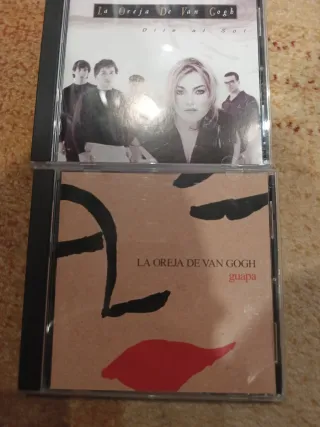 La Oreja De Van Gogh
Dile al Sol
LA OREJA DE VAN GOGH
guapa